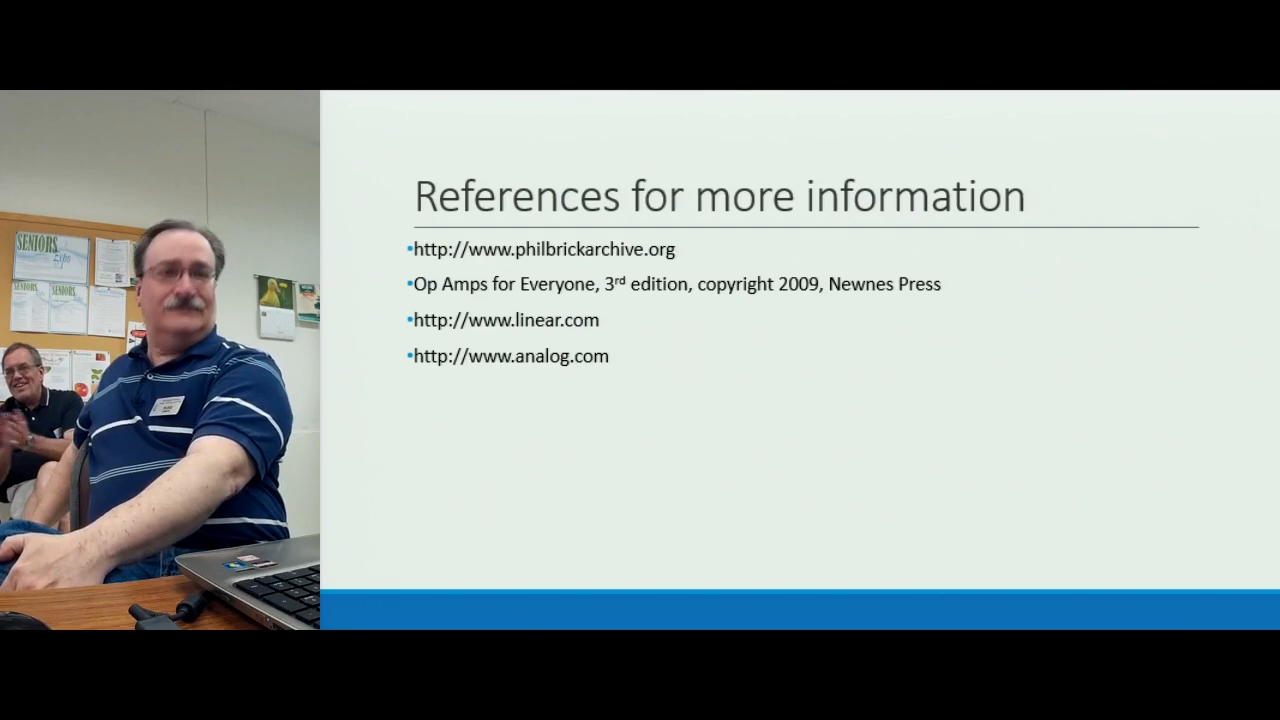 SENIORS
Expo
SENIORS
SENIORS
References for more information
•http://www.philbrickarchive.org
•Op Amps for Everyone, 3rd edition, copyright 2009, Newnes Press
•http://www.linear.com
•http://www.analog.com